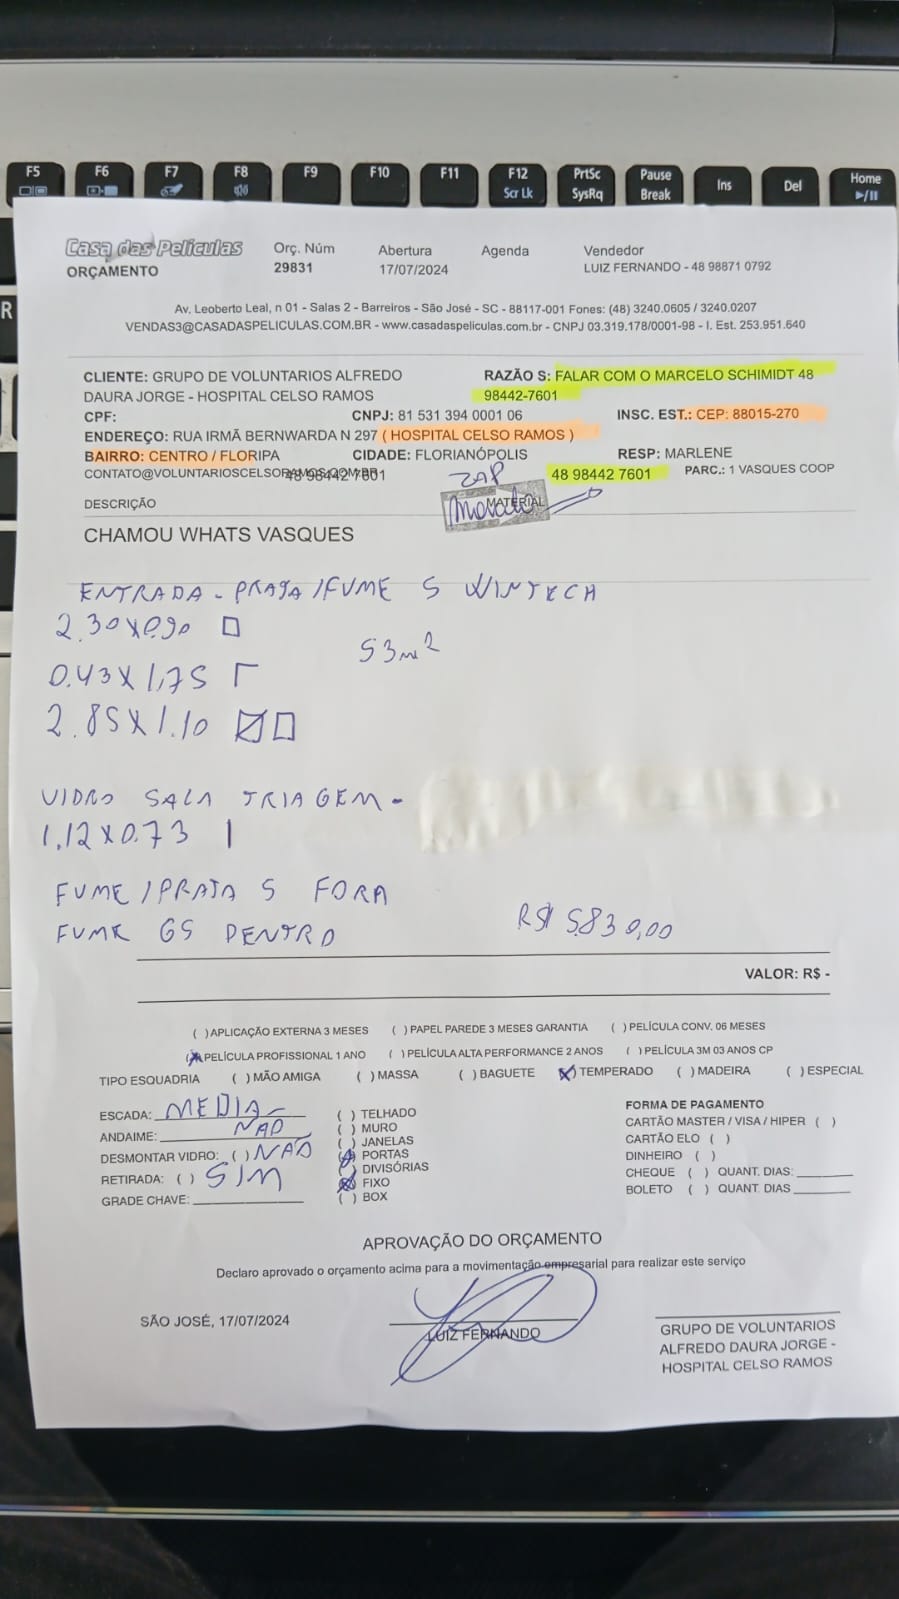 F5 F6 F7 F8 F9 F10 F11 F12 PrtSc Pause Ins Del Home
Scr Lk SysRq Break
R
Casa das Películas Orç. Núm Abertura Agenda Vendedor
ORÇAMENTO 29831 17/07/2024 LUIZ FERNANDO - 48 98871 0792
Av. Leoberto Leal, n 01 - Salas 2 - Barreiros - São José - SC - 88117-001 Fones: (48) 3240.0605 / 3240.0207
VENDAS3@CASADASPELICULAS.COM.BR - www.casadaspeliculas.com.br - CNPJ 03.319.178/0001-98 - I. Est. 253.951.640
CLIENTE: GRUPO DE VOLUNTARIOS ALFREDO RAZÃO S: FALAR COM O MARCELO SCHIMIDT 48
DAURA JORGE - HOSPITAL CELSO RAMOS 98442-7601
CPF: CNPJ: 81 531 394 0001 06 INSC. EST.: CEP: 88015-270
ENDEREÇO: RUA IRMÃ BERNWARDA N 297 ( HOSPITAL CELSO RAMOS )
BAIRRO: CENTRO / FLORIPA CIDADE: FLORIANÓPOLIS RESP: MARLENE
CONTATO@VOLUNTARIOSCELSORAMOS.COM.BR 48 98442 7601 ZAP 48 98442 7601 PARC.: 1 VASQUES COOP
DESCRIÇÃO MATERIAL
CHAMOU WHATS VASQUES
ENTRADA - PRATA/FUME 5 WINTECH
2.30X0.90
53m2
0.43X1,75
2.85X1.10
VIDRO SALA TRIAGEM -
1,12X0.73
FUME/PRATA 5 FORA
FUME G5 DENTRO R$ 5.830,00
VALOR: R$ -
( ) APLICAÇÃO EXTERNA 3 MESES ( ) PAPEL PAREDE 3 MESES GARANTIA ( ) PELÍCULA CONV. 06 MESES
(X) PELÍCULA PROFISSIONAL 1 ANO ( ) PELÍCULA ALTA PERFORMANCE 2 ANOS ( ) PELÍCULA 3M 03 ANOS CP
TIPO ESQUADRIA ( ) MÃO AMIGA ( ) MASSA ( ) BAGUETE (X) TEMPERADO ( ) MADEIRA ( ) ESPECIAL
ESCADA: MEDIA- ( ) TELHADO FORMA DE PAGAMENTO
ANDAIME: NAO ( ) MURO CARTÃO MASTER / VISA / HIPER ( )
( ) JANELAS CARTÃO ELO ( )
DESMONTAR VIDRO: ( ) NAO (X) PORTAS DINHEIRO ( )
RETIRADA: ( ) SIM ( ) DIVISÓRIAS CHEQUE ( ) QUANT. DIAS:
(X) FIXO BOLETO ( ) QUANT. DIAS
GRADE CHAVE: ( ) BOX
APROVAÇÃO DO ORÇAMENTO
Declaro aprovado o orçamento acima para a movimentação empresarial para realizar este serviço
SÃO JOSÉ, 17/07/2024
LUIZ FERNANDO
GRUPO DE VOLUNTARIOS
ALFREDO DAURA JORGE -
HOSPITAL CELSO RAMOS